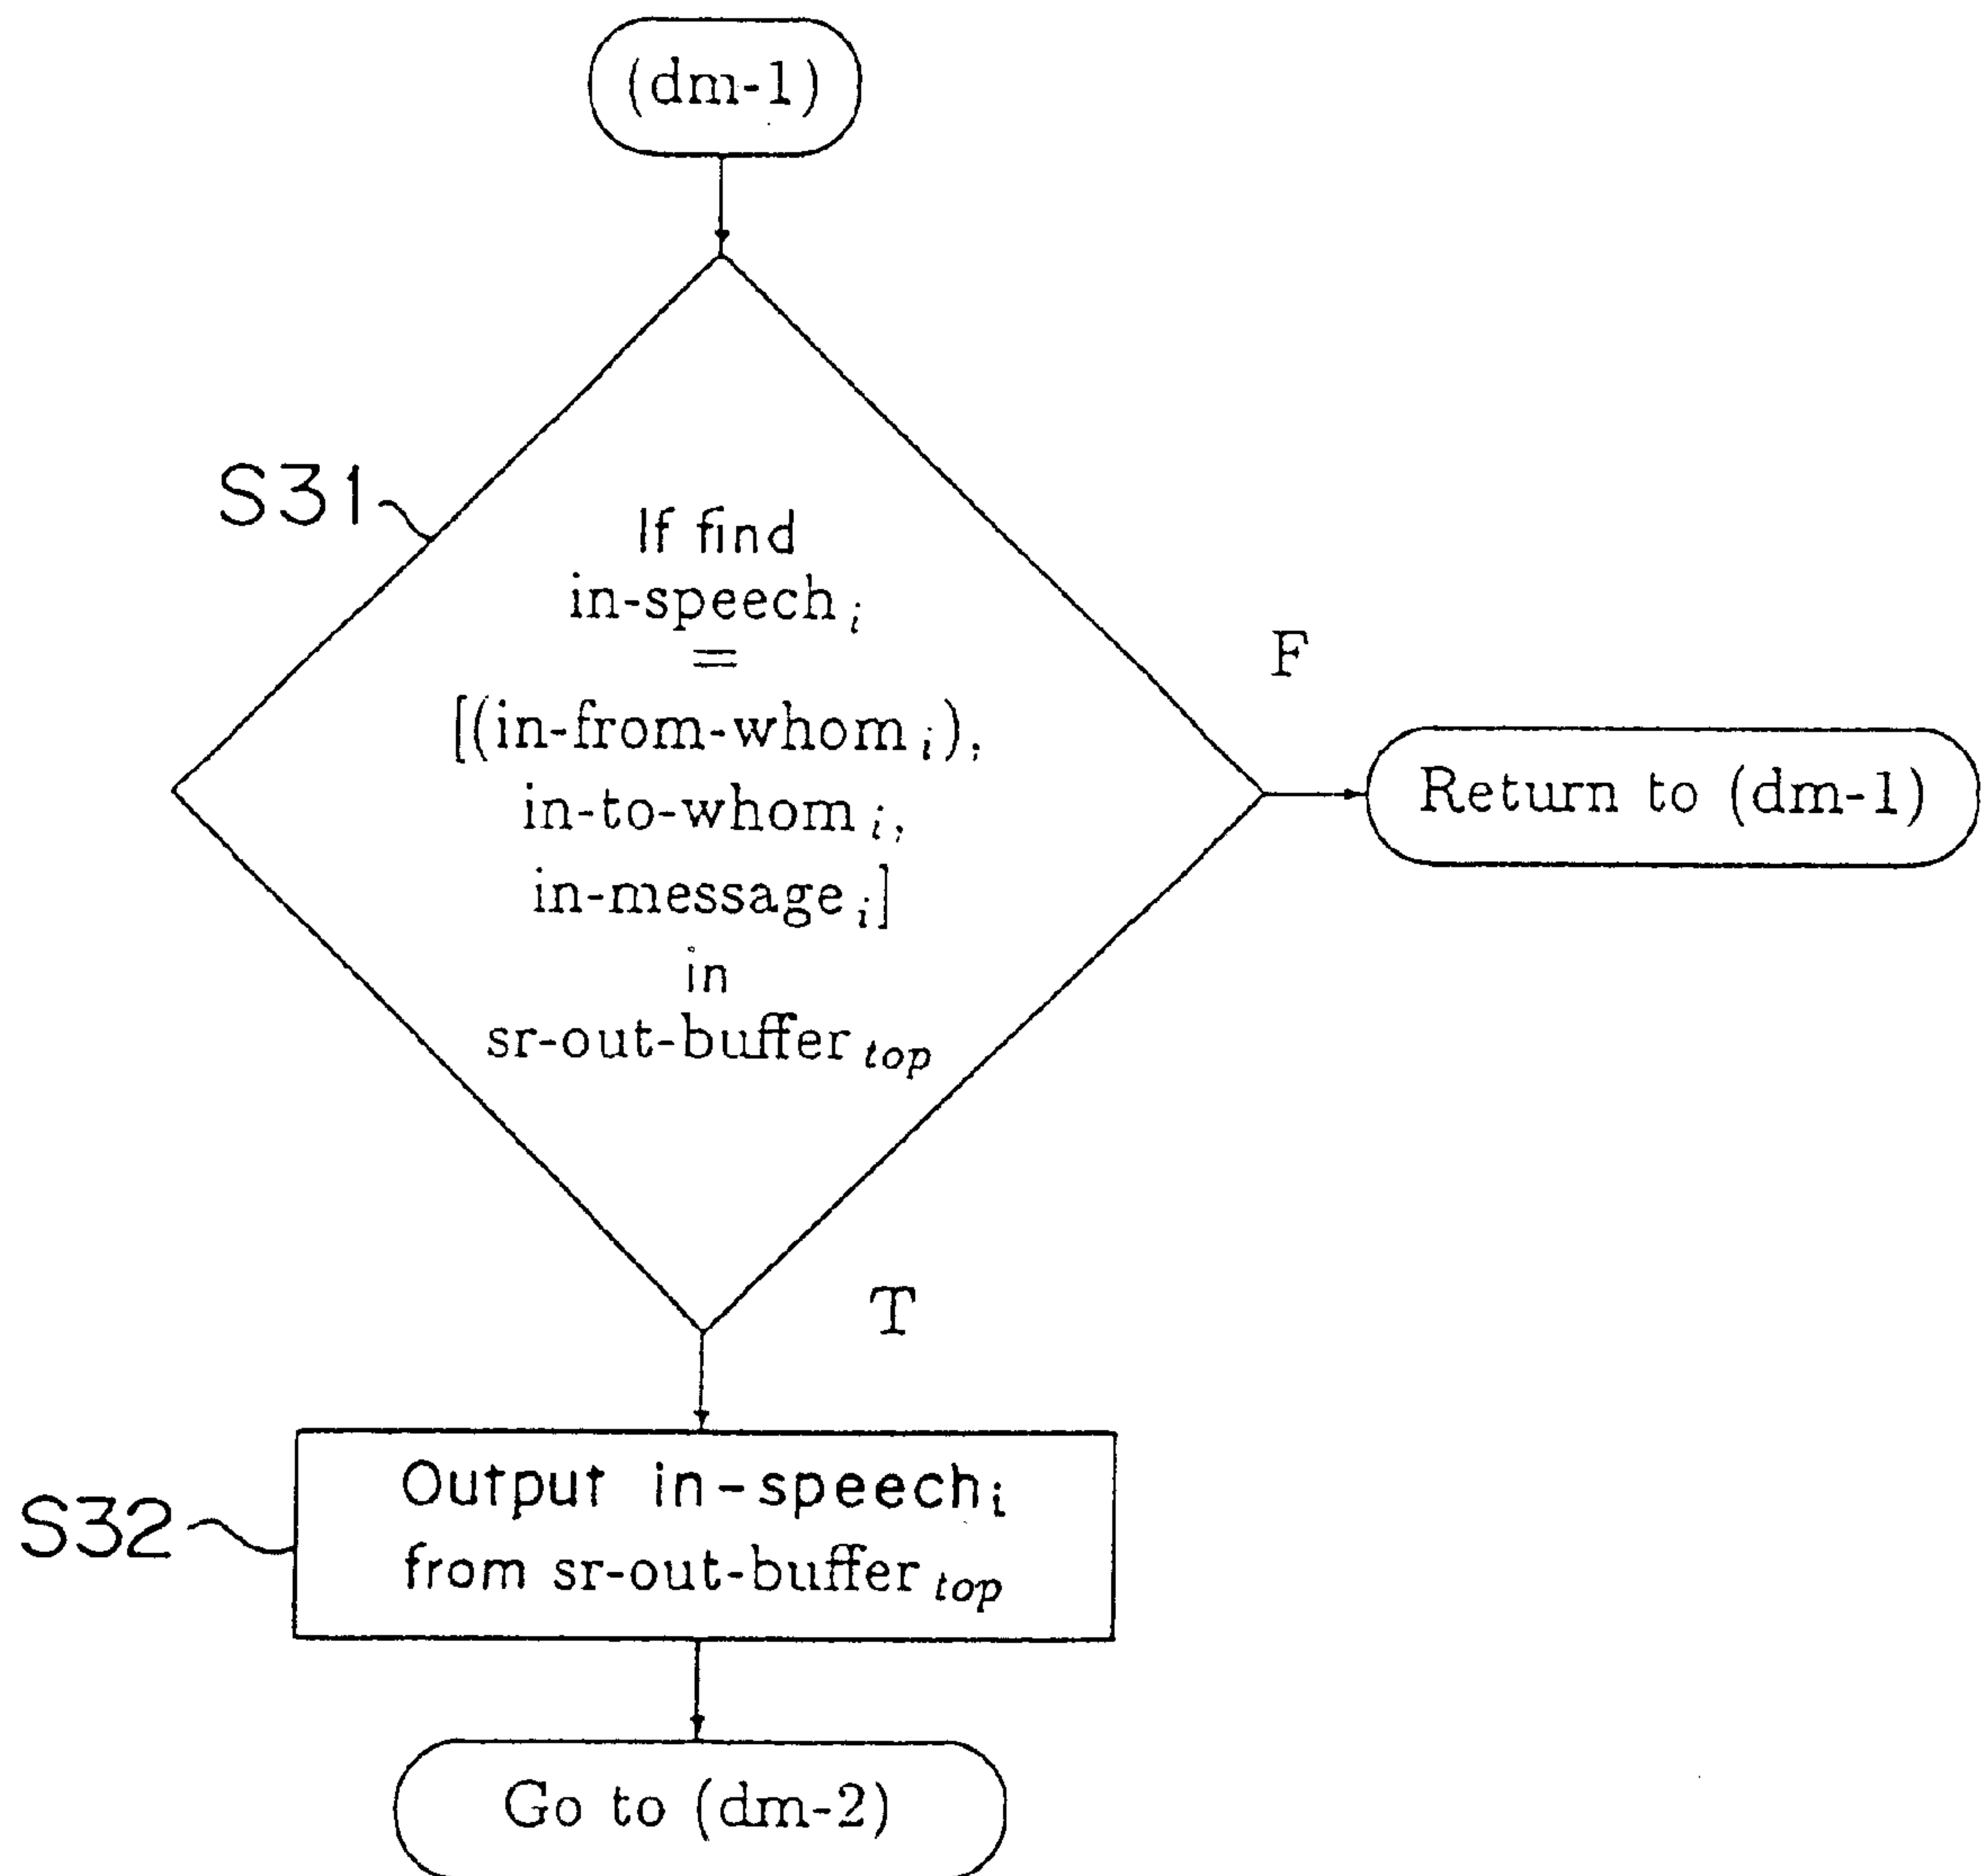 (dm-1)
S31
If find
in-speech i
=
[(in-from-whom i),
in-to-whom i,
in-message i]
in
sr-out-buffer top
F
Return to (dm-1)
T
S32
Output in-speech i
from sr-out-buffer top
Go to (dm-2)